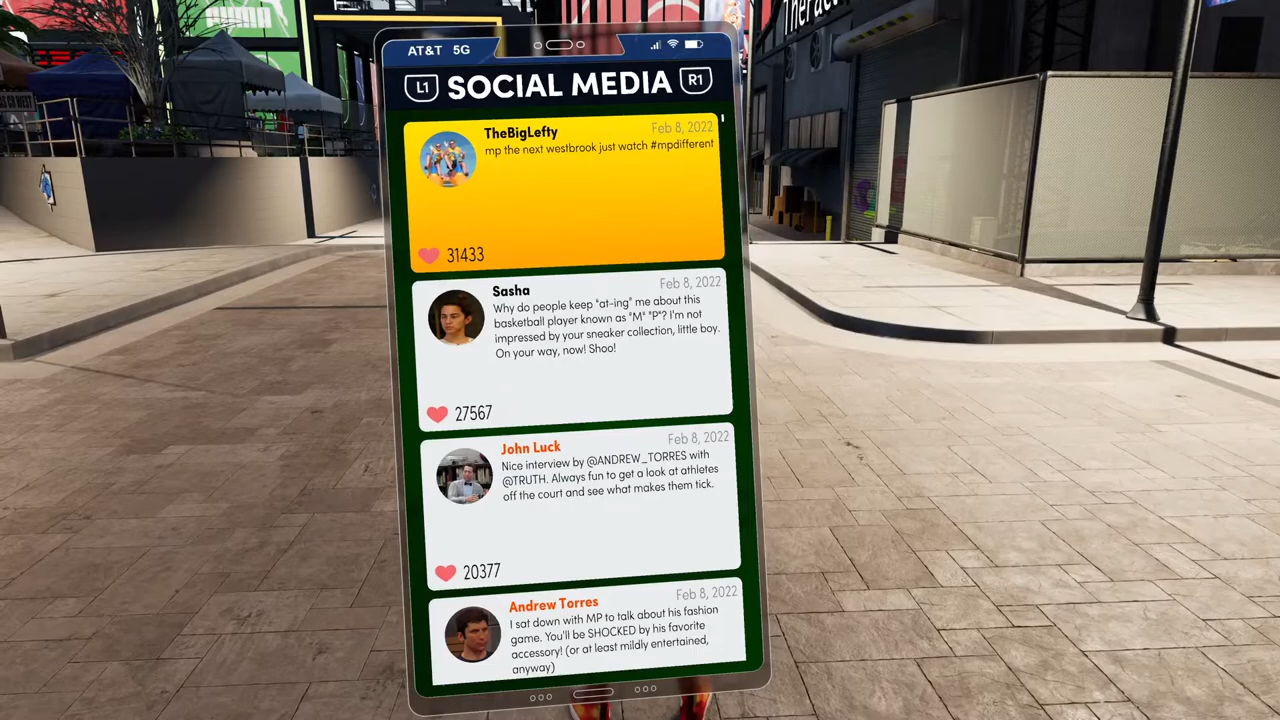 PUMA
AT&T 5G
L1 SOCIAL MEDIA R1
TheBigLefty Feb 8, 2022
mp the next westbrook just watch #mpdifferent
31433
Sasha Feb 8, 2022
Why do people keep "at-ing" me about this
basketball player known as "M" "P"? I'm not
impressed by your sneaker collection, little boy.
On your way, now! Shoo!
27567
John Luck Feb 8, 2022
Nice interview by @ANDREW_TORRES with
@TRUTH. Always fun to get a look at athletes
off the court and see what makes them tick.
20377
Andrew Torres Feb 8, 2022
I sat down with MP to talk about his fashion
game. You'll be SHOCKED by his favorite
accessory! (or at least mildly entertained,
anyway)